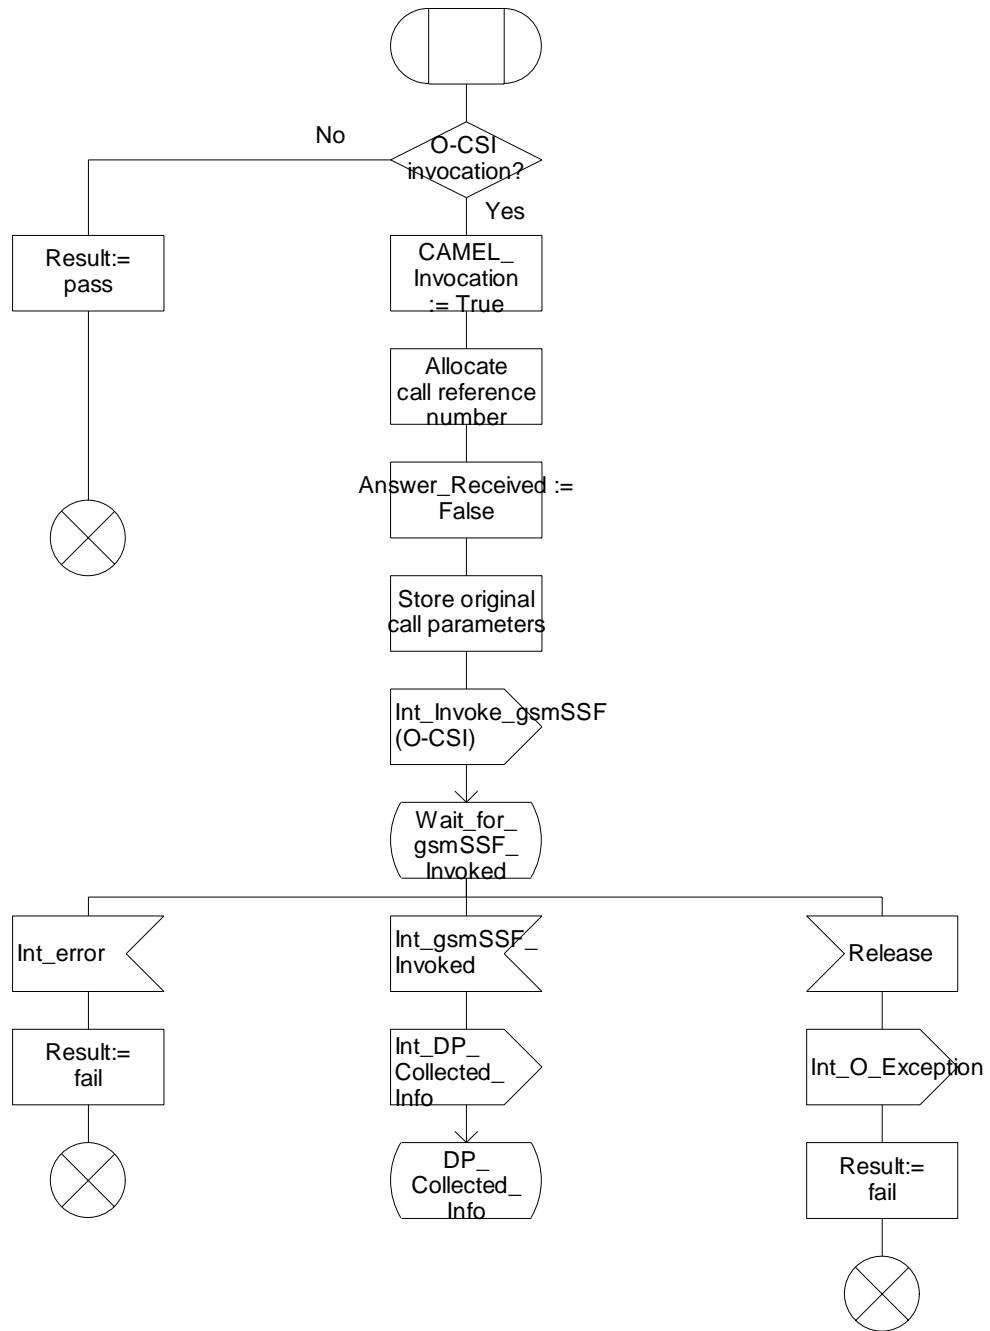 No
O-CSI
invocation?
Yes
Result:=
pass
CAMEL_
Invocation
:= True
Allocate
call reference
number
Answer_Received :=
False
Store original
call parameters
Int_Invoke_gsmSSF
(O-CSI)
Wait_for_
gsmSSF_
Invoked
Int_error
Int_gsmSSF_
Invoked
Release
Result:=
fail
Int_DP_
Collected_
Info
Int_O_Exception
DP_
Collected_
Info
Result:=
fail